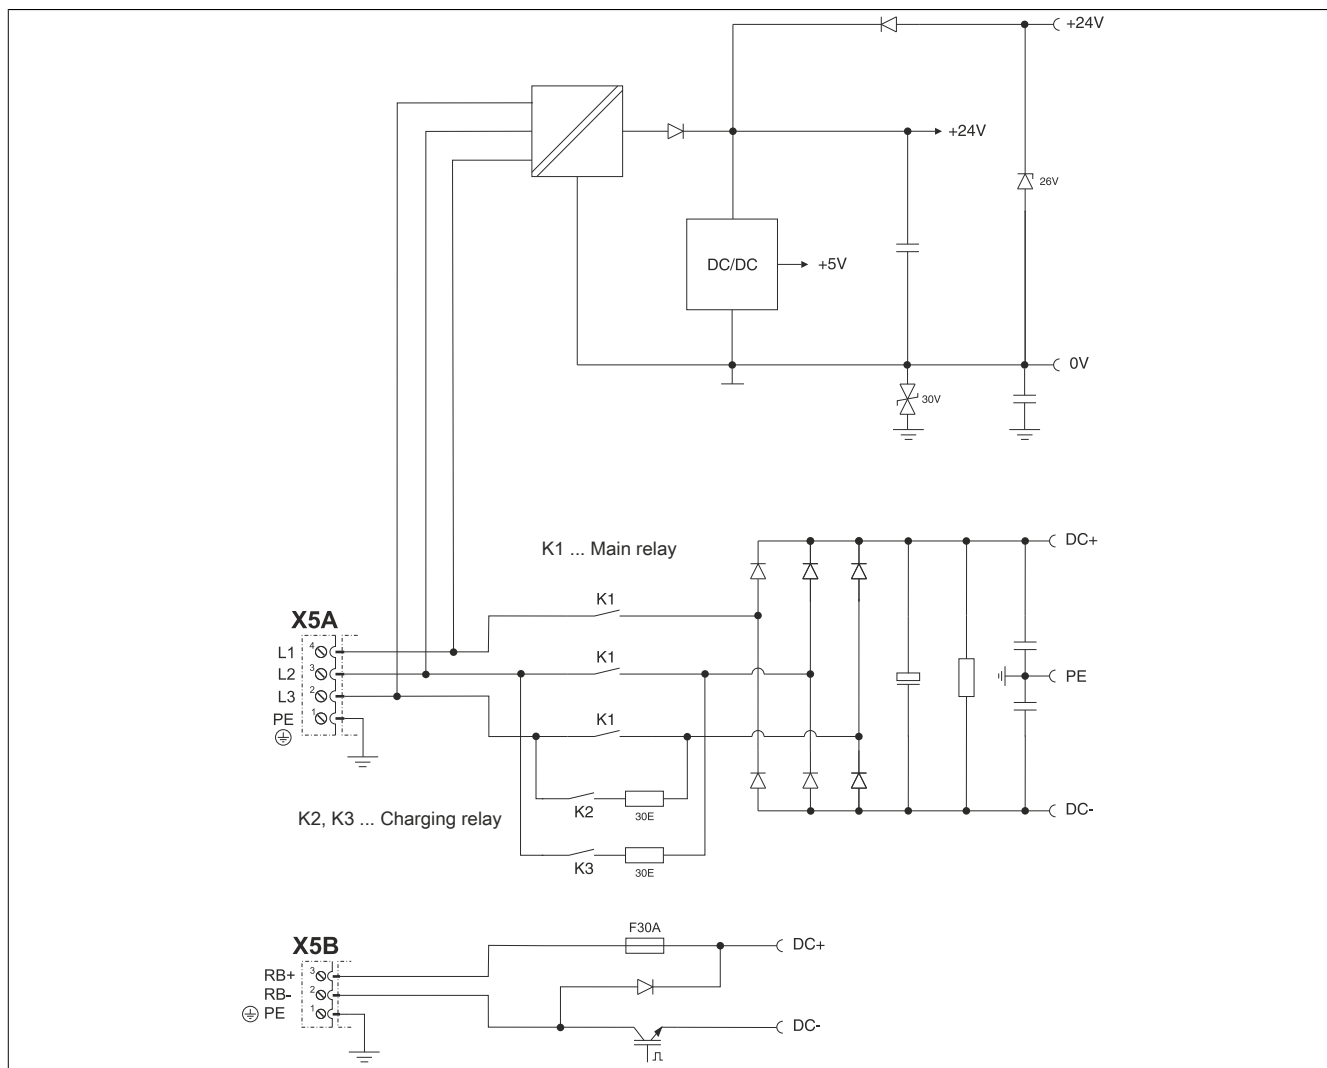 +24V
+24V
26V
DC/DC
+5V
0V
30V
K1 ... Main relay
DC+
K1
X5A
L1 4
K1
L2 3
PE
L3 2
K1
PE 1
K2
30E
DC-
K2, K3 ... Charging relay
K3
30E
F30A
X5B
DC+
RB+ 3
RB- 2
PE 1
DC-